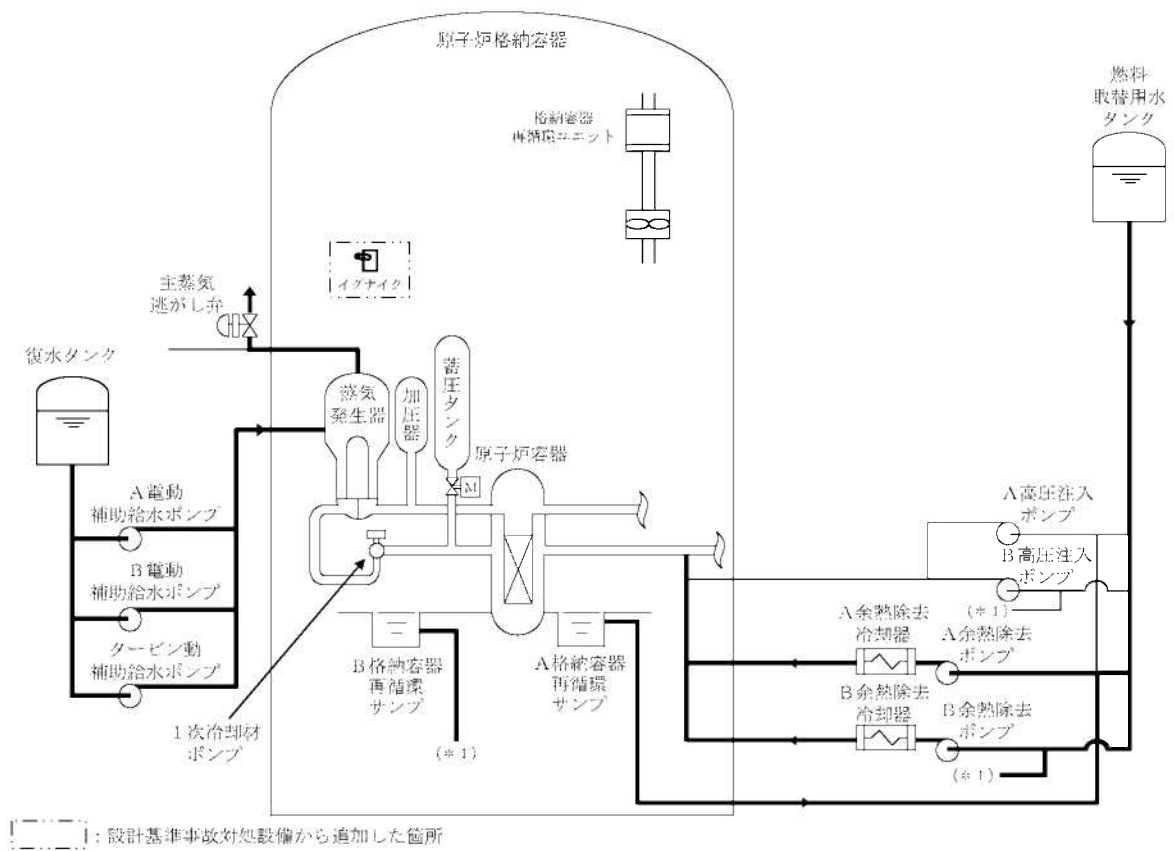 原子炉格納容器
燃料
取替用水
タンク
格納容器
再循環ユニット
イグナイタ
主蒸気
逃がし弁
復水タンク
蒸気
発生器
加圧器
蓄圧タンク
M
原子炉容器
A電動
補助給水ポンプ
B電動
補助給水ポンプ
タービン動
補助給水ポンプ
1次冷却材
ポンプ
B格納容器
再循環
サンプ
(*1)
A格納容器
再循環
サンプ
A高圧注入
ポンプ
B高圧注入
ポンプ
(*1)
A余熱除去
冷却器
A余熱除去
ポンプ
B余熱除去
冷却器
B余熱除去
ポンプ
(*1)
:設計基準事故対処設備から追加した箇所